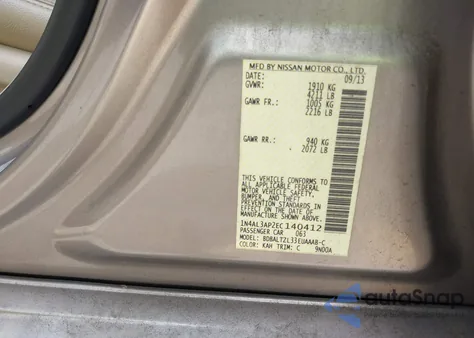 MFD BY NISSAN MOTOR CO., LTD.
DATE: 09/13
GVWR: 1910 KG
4211 LB
GAWR FR.: 1005 KG
2216 LB
GAWR RR.: 940 KG
2072 LB
THIS VEHICLE CONFORMS TO
ALL APPLICABLE FEDERAL
MOTOR VEHICLE SAFETY,
BUMPER, AND THEFT
PREVENTION STANDARDS
IN EFFECT ON THE DATE OF
MANUFACTURE SHOWN ABOVE.
1N4AL3AP2EC140412
PASSENGER CAR 063
MODEL: BDBALTZL33EUAAAB-C
COLOR: KAH TRIM: C 9N00A
autoSnap